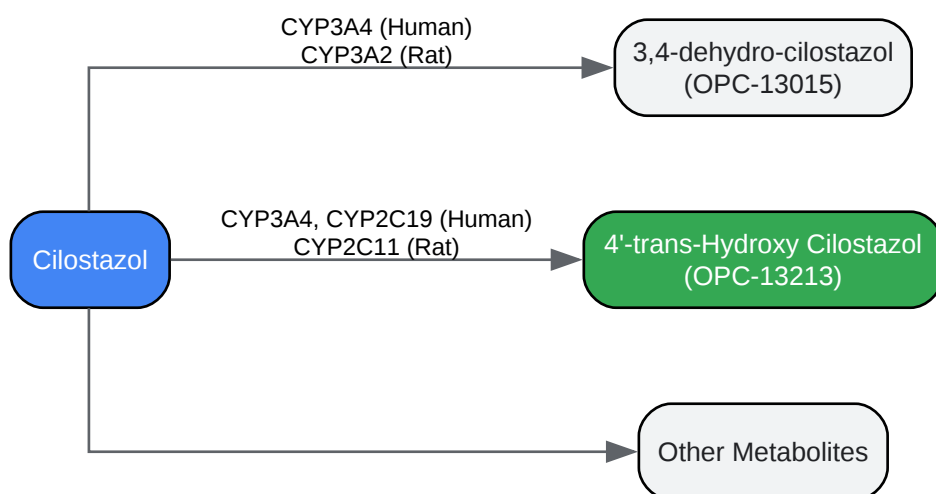 CYP3A4 (Human)
CYP3A2 (Rat)
3,4-dehydro-cilostazol
(OPC-13015)
Cilostazol
CYP3A4, CYP2C19 (Human)
CYP2C11 (Rat)
4'-trans-Hydroxy Cilostazol
(OPC-13213)
Other Metabolites